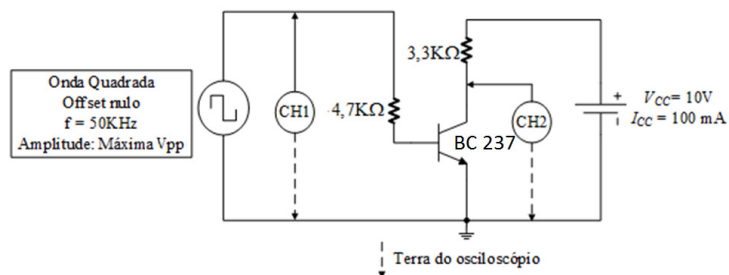 3,3KΩ
Onda Quadrada
Offset nulo
f = 50KHz
Amplitude: Máxima Vpp
CH1
4,7KΩ
BC 237
CH2
+
VCC= 10V
ICC = 100 mA
Terra do osciloscópio